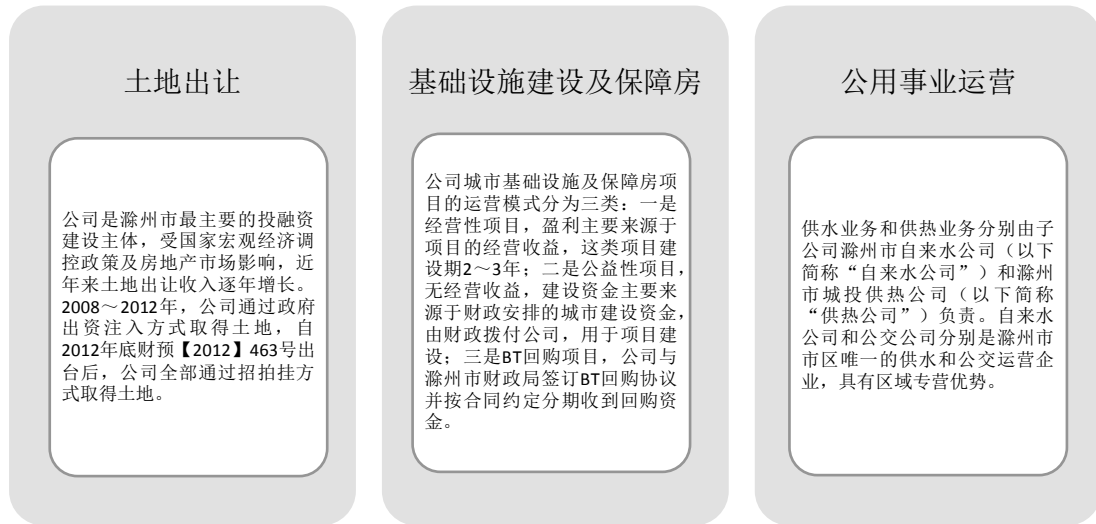 土地出让
公司是滁州市最主要的投融资
建设主体，受国家宏观经济调
控政策及房地产市场影响，近
年来土地出让收入逐年增长。
2008～2012年，公司通过政府
出资注入方式取得土地，自
2012年底财预【2012】463号出
台后，公司全部通过招拍挂方
式取得土地。
基础设施建设及保障房
公司城市基础设施及保障房项
目的运营模式分为三类：一是
经营性项目，盈利主要来源于
项目的经营收益，这类项目建
设期2～3年；二是公益性项目，
无经营收益，建设资金主要来
源于财政安排的城市建设资金，
由财政拨付公司，用于项目建
设；三是BT回购项目，公司与
滁州市财政局签订BT回购协议
并按合同约定分期收到回购资
金。
公用事业运营
供水业务和供热业务分别由子
公司滁州市自来水公司（以下
简称“自来水公司”）和滁州
市城投供热公司（以下简称
“供热公司”）负责。自来水
公司和公交公司分别是滁州市
市区唯一的供水和公交运营企
业，具有区域专营优势。